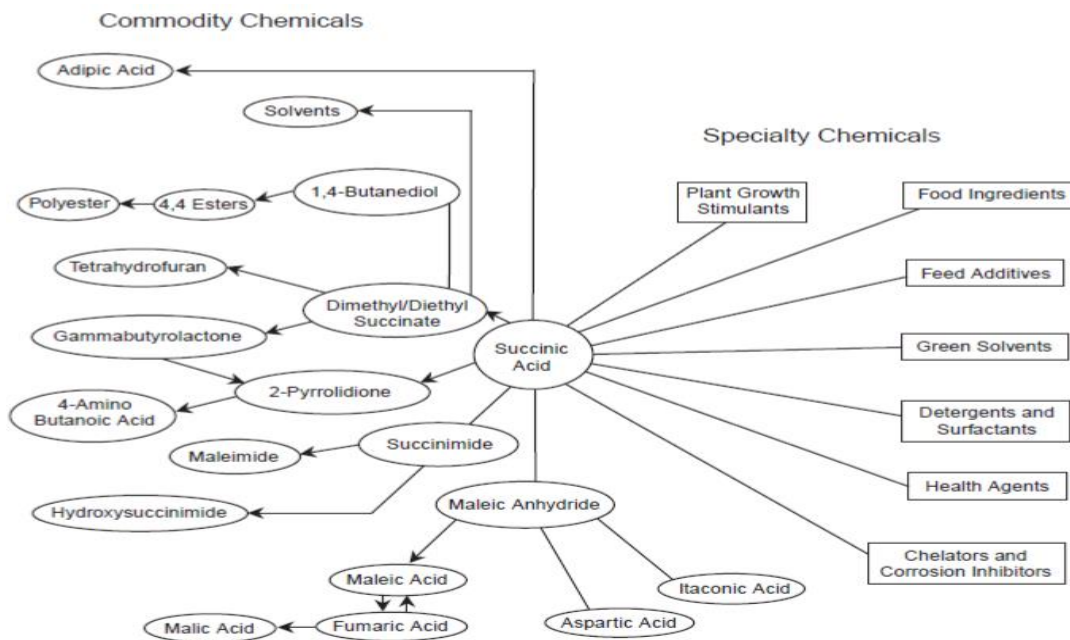 Commodity Chemicals
Adipic Acid
Solvents
Specialty Chemicals
1,4-Butanediol
Plant Growth
Stimulants
Food Ingredients
Polyester
4,4 Esters
Tetrahydrofuran
Feed Additives
Dimethyl/Diethyl
Succinate
Gammabutyrolactone
Succinic
Acid
Green Solvents
2-Pyrrolidione
4-Amino
Butanoic Acid
Detergents and
Surfactants
Succinimide
Maleimide
Health Agents
Maleic Anhydride
Hydroxysuccinimide
Chelators and
Corrosion Inhibitors
Maleic Acid
Itaconic Acid
Aspartic Acid
Malic Acid
Fumaric Acid